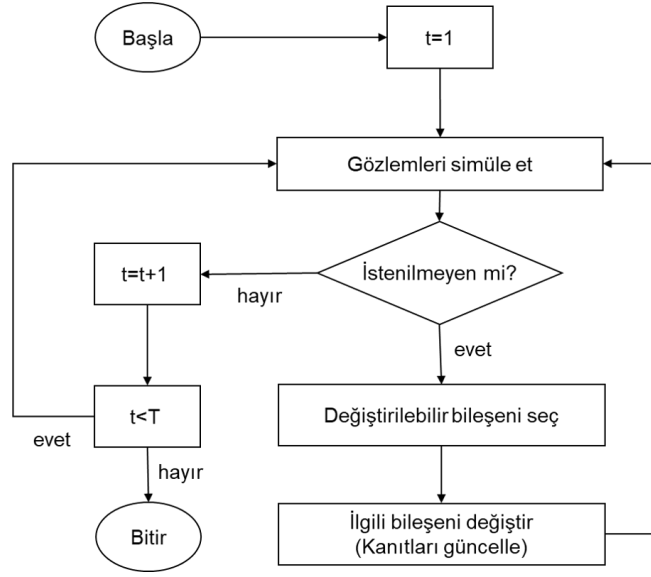 Başla
t=1
Gözlemleri simüle et
İstenilmeyen mi?
t=t+1
hayır
evet
t<T
Değiştirilebilir bileşeni seç
evet
hayır
Bitir
İlgili bileşeni değiştir
(Kanıtları güncelle)